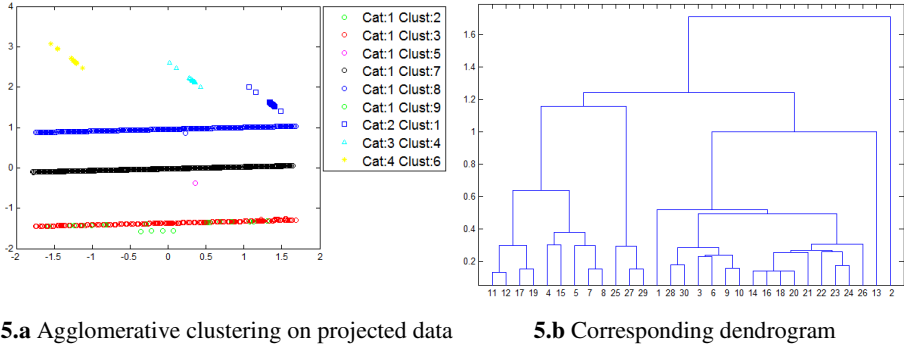 4
3
2
1
0
-1
-2
-2 -1.5 -1 -0.5 0 0.5 1 1.5 2
Cat:1 Clust:2
Cat:1 Clust:3
Cat:1 Clust:5
Cat:1 Clust:7
Cat:1 Clust:8
Cat:1 Clust:9
Cat:2 Clust:1
Cat:3 Clust:4
Cat:4 Clust:6
1.6
1.4
1.2
1
0.8
0.6
0.4
0.2
11 12 17 19 4 15 5 7 8 25 27 29 1 28 30 3 6 9 10 14 16 18 20 21 22 23 24 26 13 2
5.a Agglomerative clustering on projected data
5.b Corresponding dendrogram